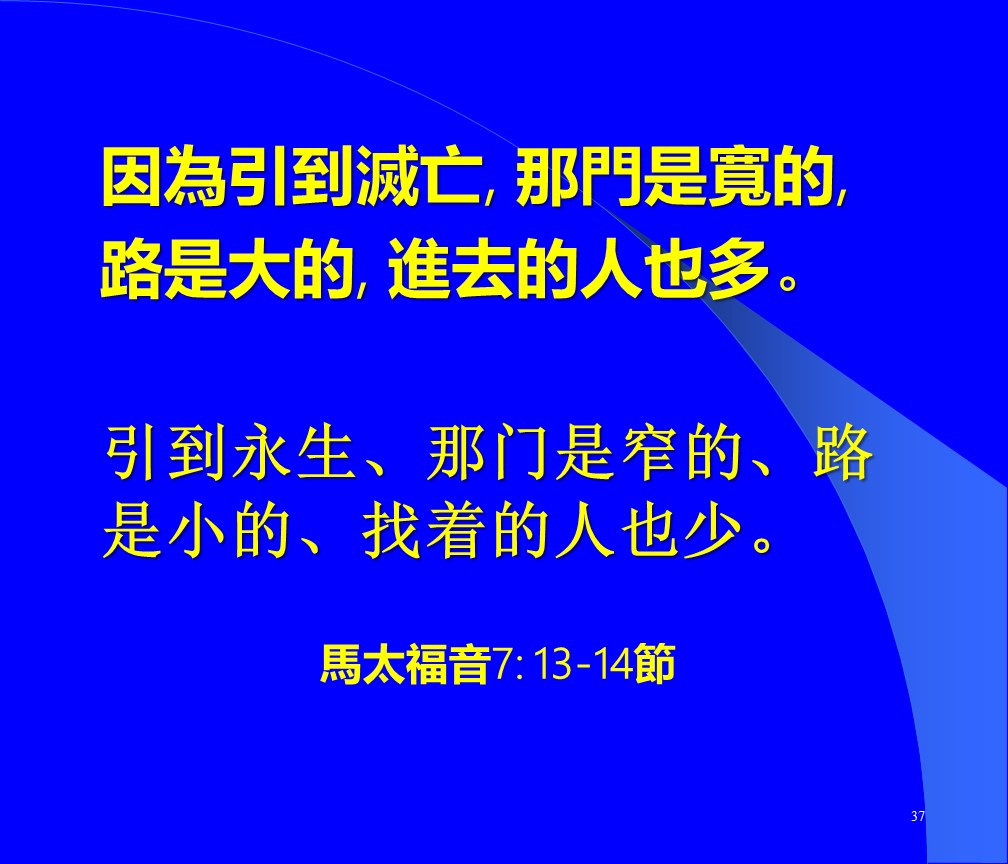 因為引到滅亡, 那門是寬的,
路是大的, 進去的人也多。
引到永生、那门是窄的、路
是小的、找着的人也少。
馬太福音7: 13-14節
37